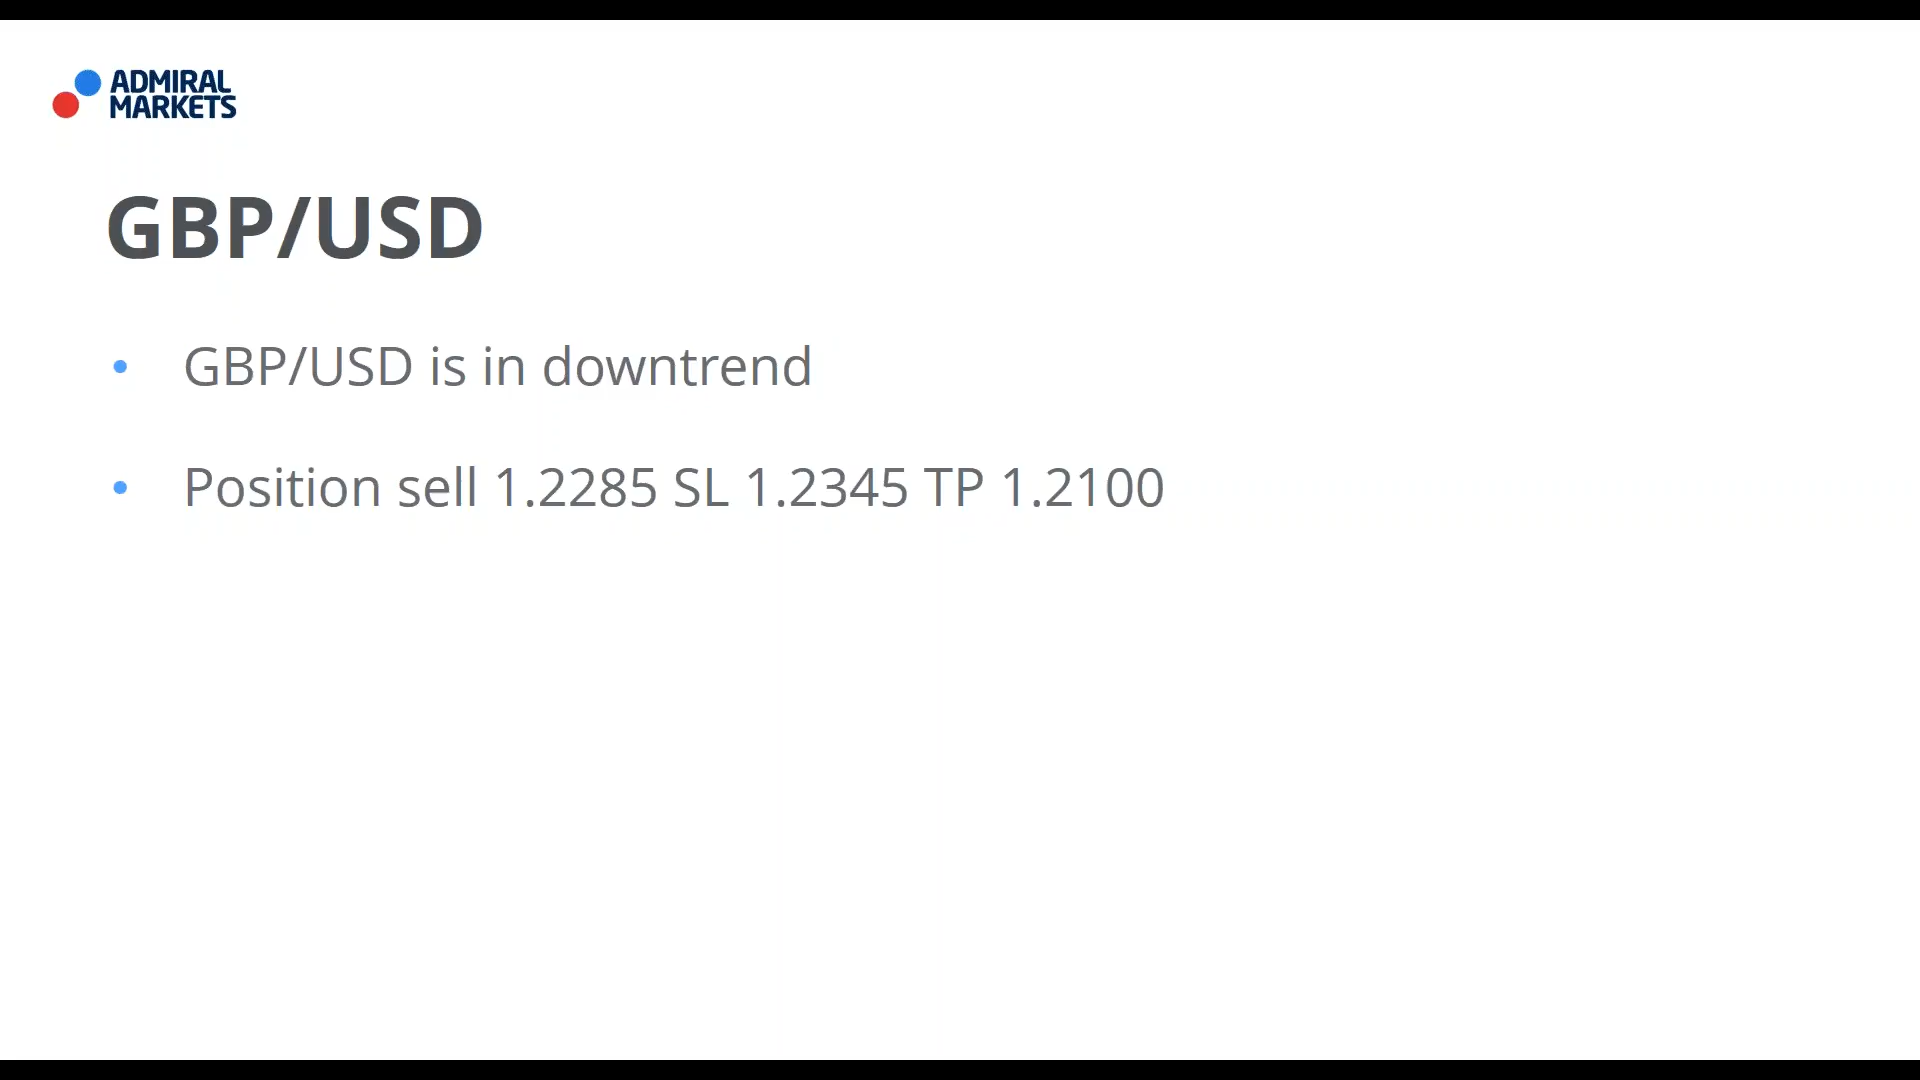 ADMIRAL
MARKETS
GBP/USD
• GBP/USD is in downtrend
• Position sell 1.2285 SL 1.2345 TP 1.2100